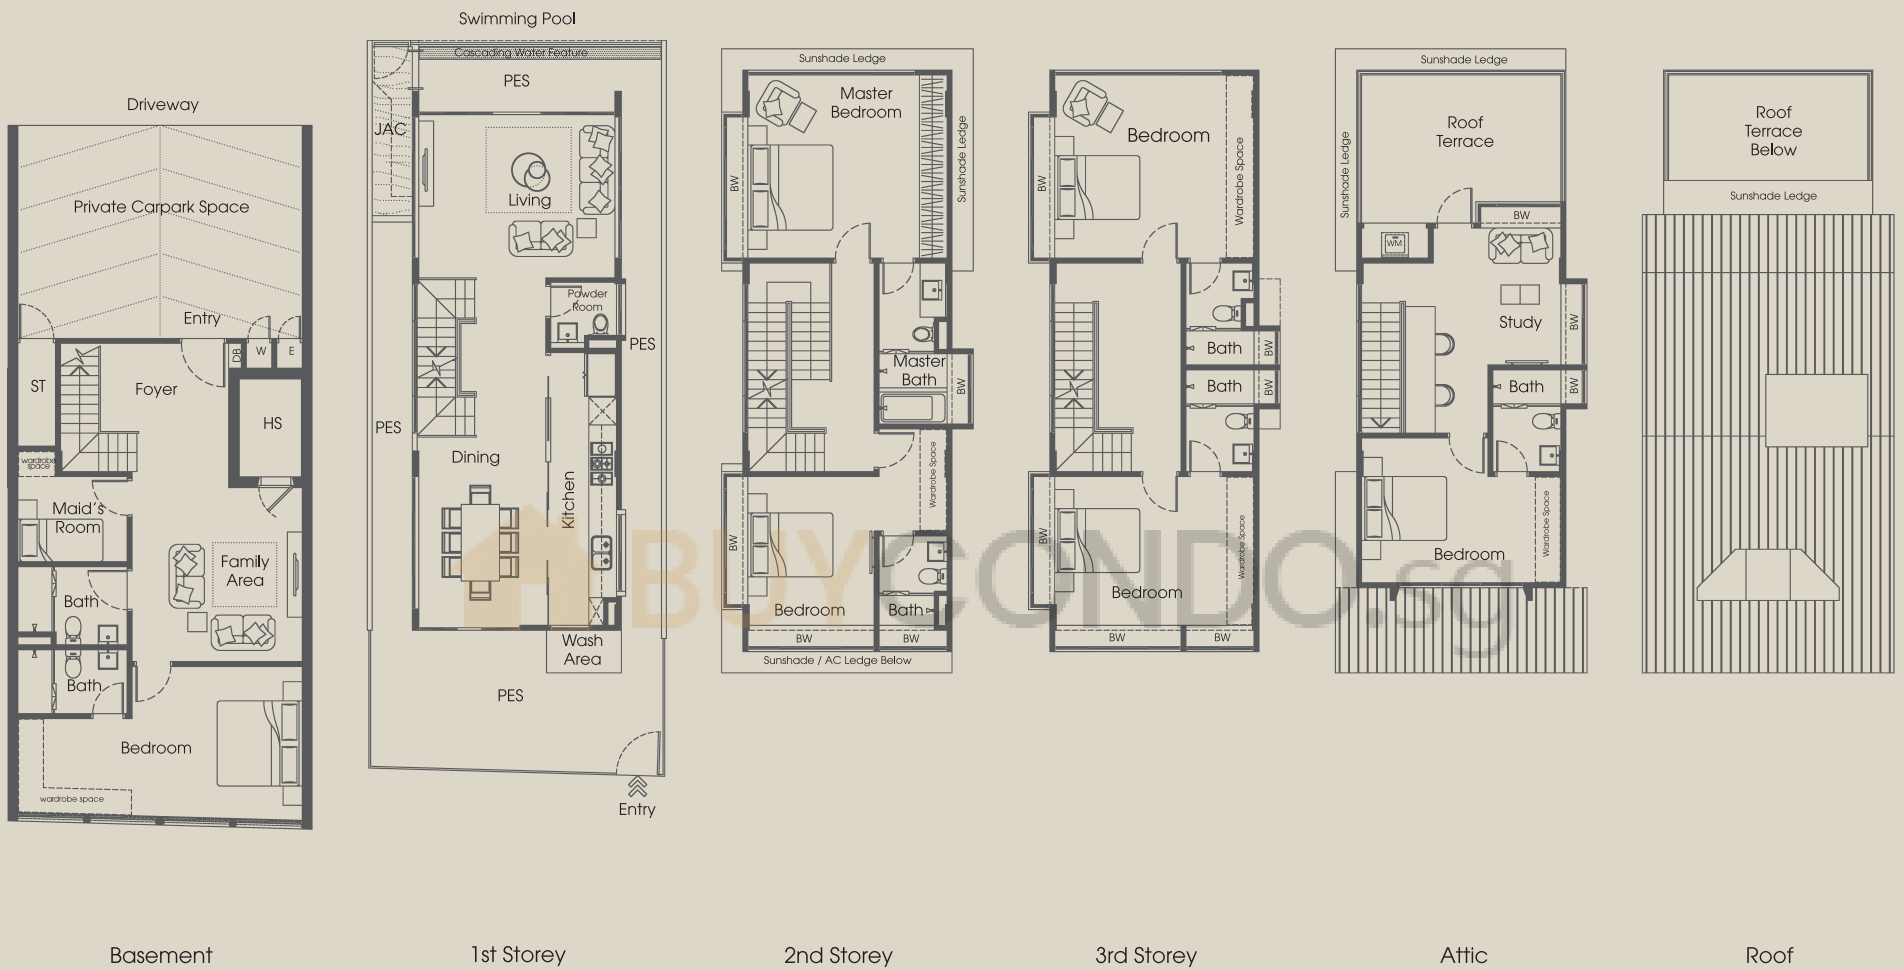 Driveway
Private Carpark Space
Entry
DB
W
E
ST
Foyer
HS
wardrobe
space
Maid's
Room
Family
Area
Bath
Bath
Bedroom
wardrobe space
Basement
Swimming Pool
Cascading Water Feature
PES
JAC
Living
Powder
Room
PES
PES
Dining
Kitchen
Wash
Area
PES
Entry
1st Storey
Sunshade Ledge
Master
Bedroom
BW
Sunshade Ledge
Master
Bath
BW
Wardrobe Space
BW
Bedroom
Bath
BW
BW
Sunshade / AC Ledge Below
2nd Storey
Bedroom
BW
Wardrobe Space
Bath
BW
Bath
BW
BW
Wardrobe Space
Bedroom
BW
BW
3rd Storey
Sunshade Ledge
Sunshade Ledge
Roof
Terrace
BW
WM
Study
BW
Bath
BW
Wardrobe Space
Bedroom
Attic
Roof
Terrace
Below
Sunshade Ledge
Roof
BUYCONDO.sg